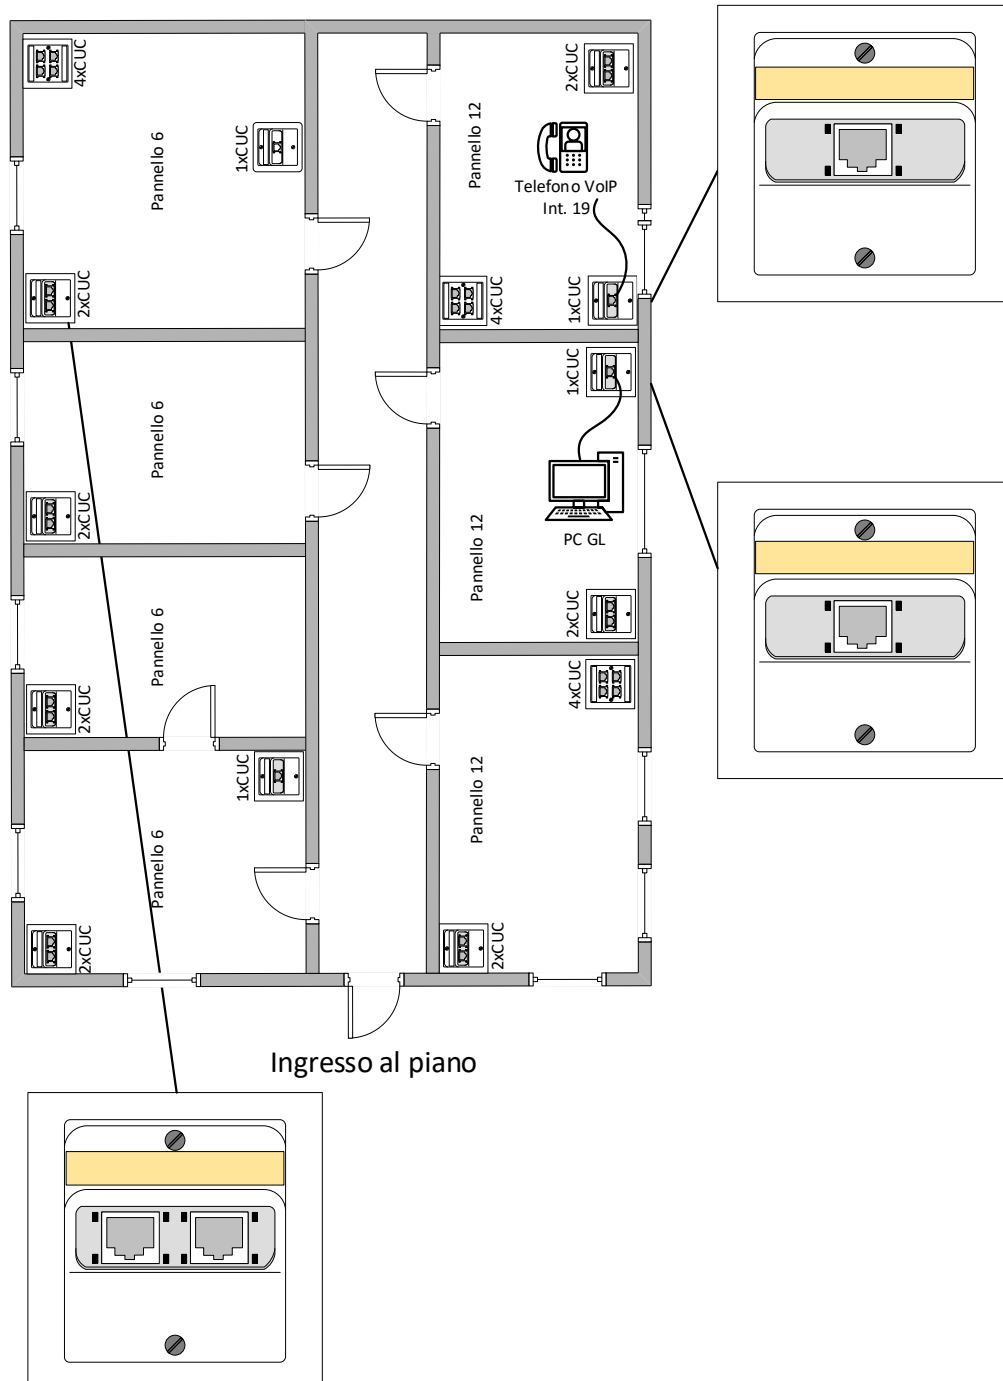 4xCUC
Pannello 6
1xCUC
2xCUC
Pannello 12
2xCUC
Telefono VoIP
Int. 19
4xCUC
1xCUC
Pannello 6
2xCUC
1xCUC
PC GL
Pannello 12
2xCUC
Pannello 6
2xCUC
4xCUC
Pannello 12
2xCUC
1xCUC
Pannello 6
2xCUC
Ingresso al piano